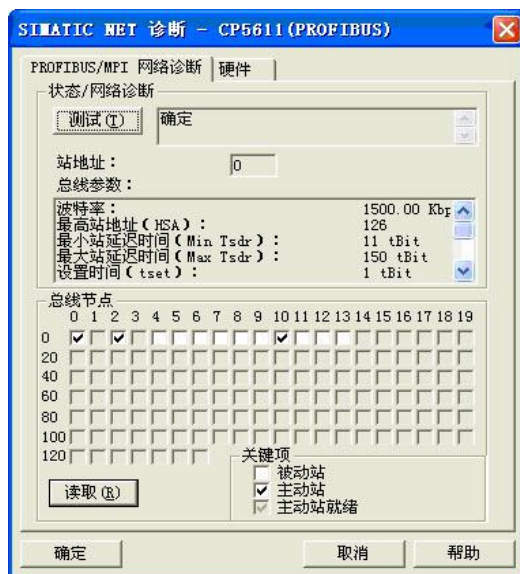 SIMATIC NET 诊断 - CP5611(PROFIBUS)
PROFIBUS/MPI 网络诊断 硬件
状态/网络诊断
测试(T) 确定
站地址: 0
总线参数:
波特率: 1500.00 Kbp
最高站地址(HSA): 126
最小站延迟时间(Min Tsdr): 11 tBit
最大站延迟时间(Max Tsdr): 150 tBit
设置时间(tset): 1 tBit
总线节点
0 1 2 3 4 5 6 7 8 9 10 11 12 13 14 15 16 17 18 19
0
20
40
60
80
100
120
关键项
被动站
主动站
主动站就绪
读取(R)
确定 取消 帮助